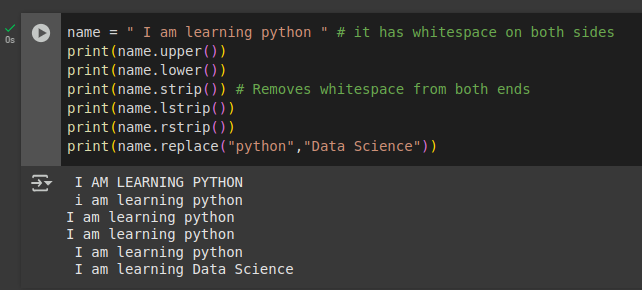 name = " I am learning python " # it has whitespace on both sides
print(name.upper())
print(name.lower())
print(name.strip()) # Removes whitespace from both ends
print(name.lstrip())
print(name.rstrip())
print(name.replace("python","Data Science"))
0s
 I AM LEARNING PYTHON
 i am learning python
I am learning python
I am learning python
 I am learning python
 I am learning Data Science